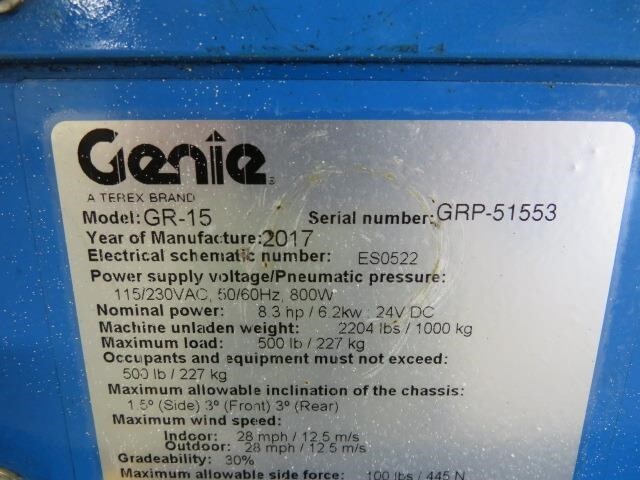 Genie
A TEREX BRAND
Model: GR-15 Serial number: GRP-51553
Year of Manufacture: 2017
Electrical schematic number: ES0522
Power supply voltage/Pneumatic pressure:
115/230VAC, 50/60Hz, 800W
Nominal power: 8.3 hp / 6.2kw : 24V DC
Machine unladen weight: 2204 lbs / 1000 kg
Maximum load: 500 lb / 227 kg
Occupants and equipment must not exceed:
500 lb / 227 kg
Maximum allowable inclination of the chassis:
1.5º (Side) 3º (Front) 3º (Rear)
Maximum wind speed:
Indoor: 28 mph / 12.5 m/s
Outdoor: 28 mph / 12.5 m/s
Gradeability: 30%
Maximum allowable side force: 100 lbs / 445 N